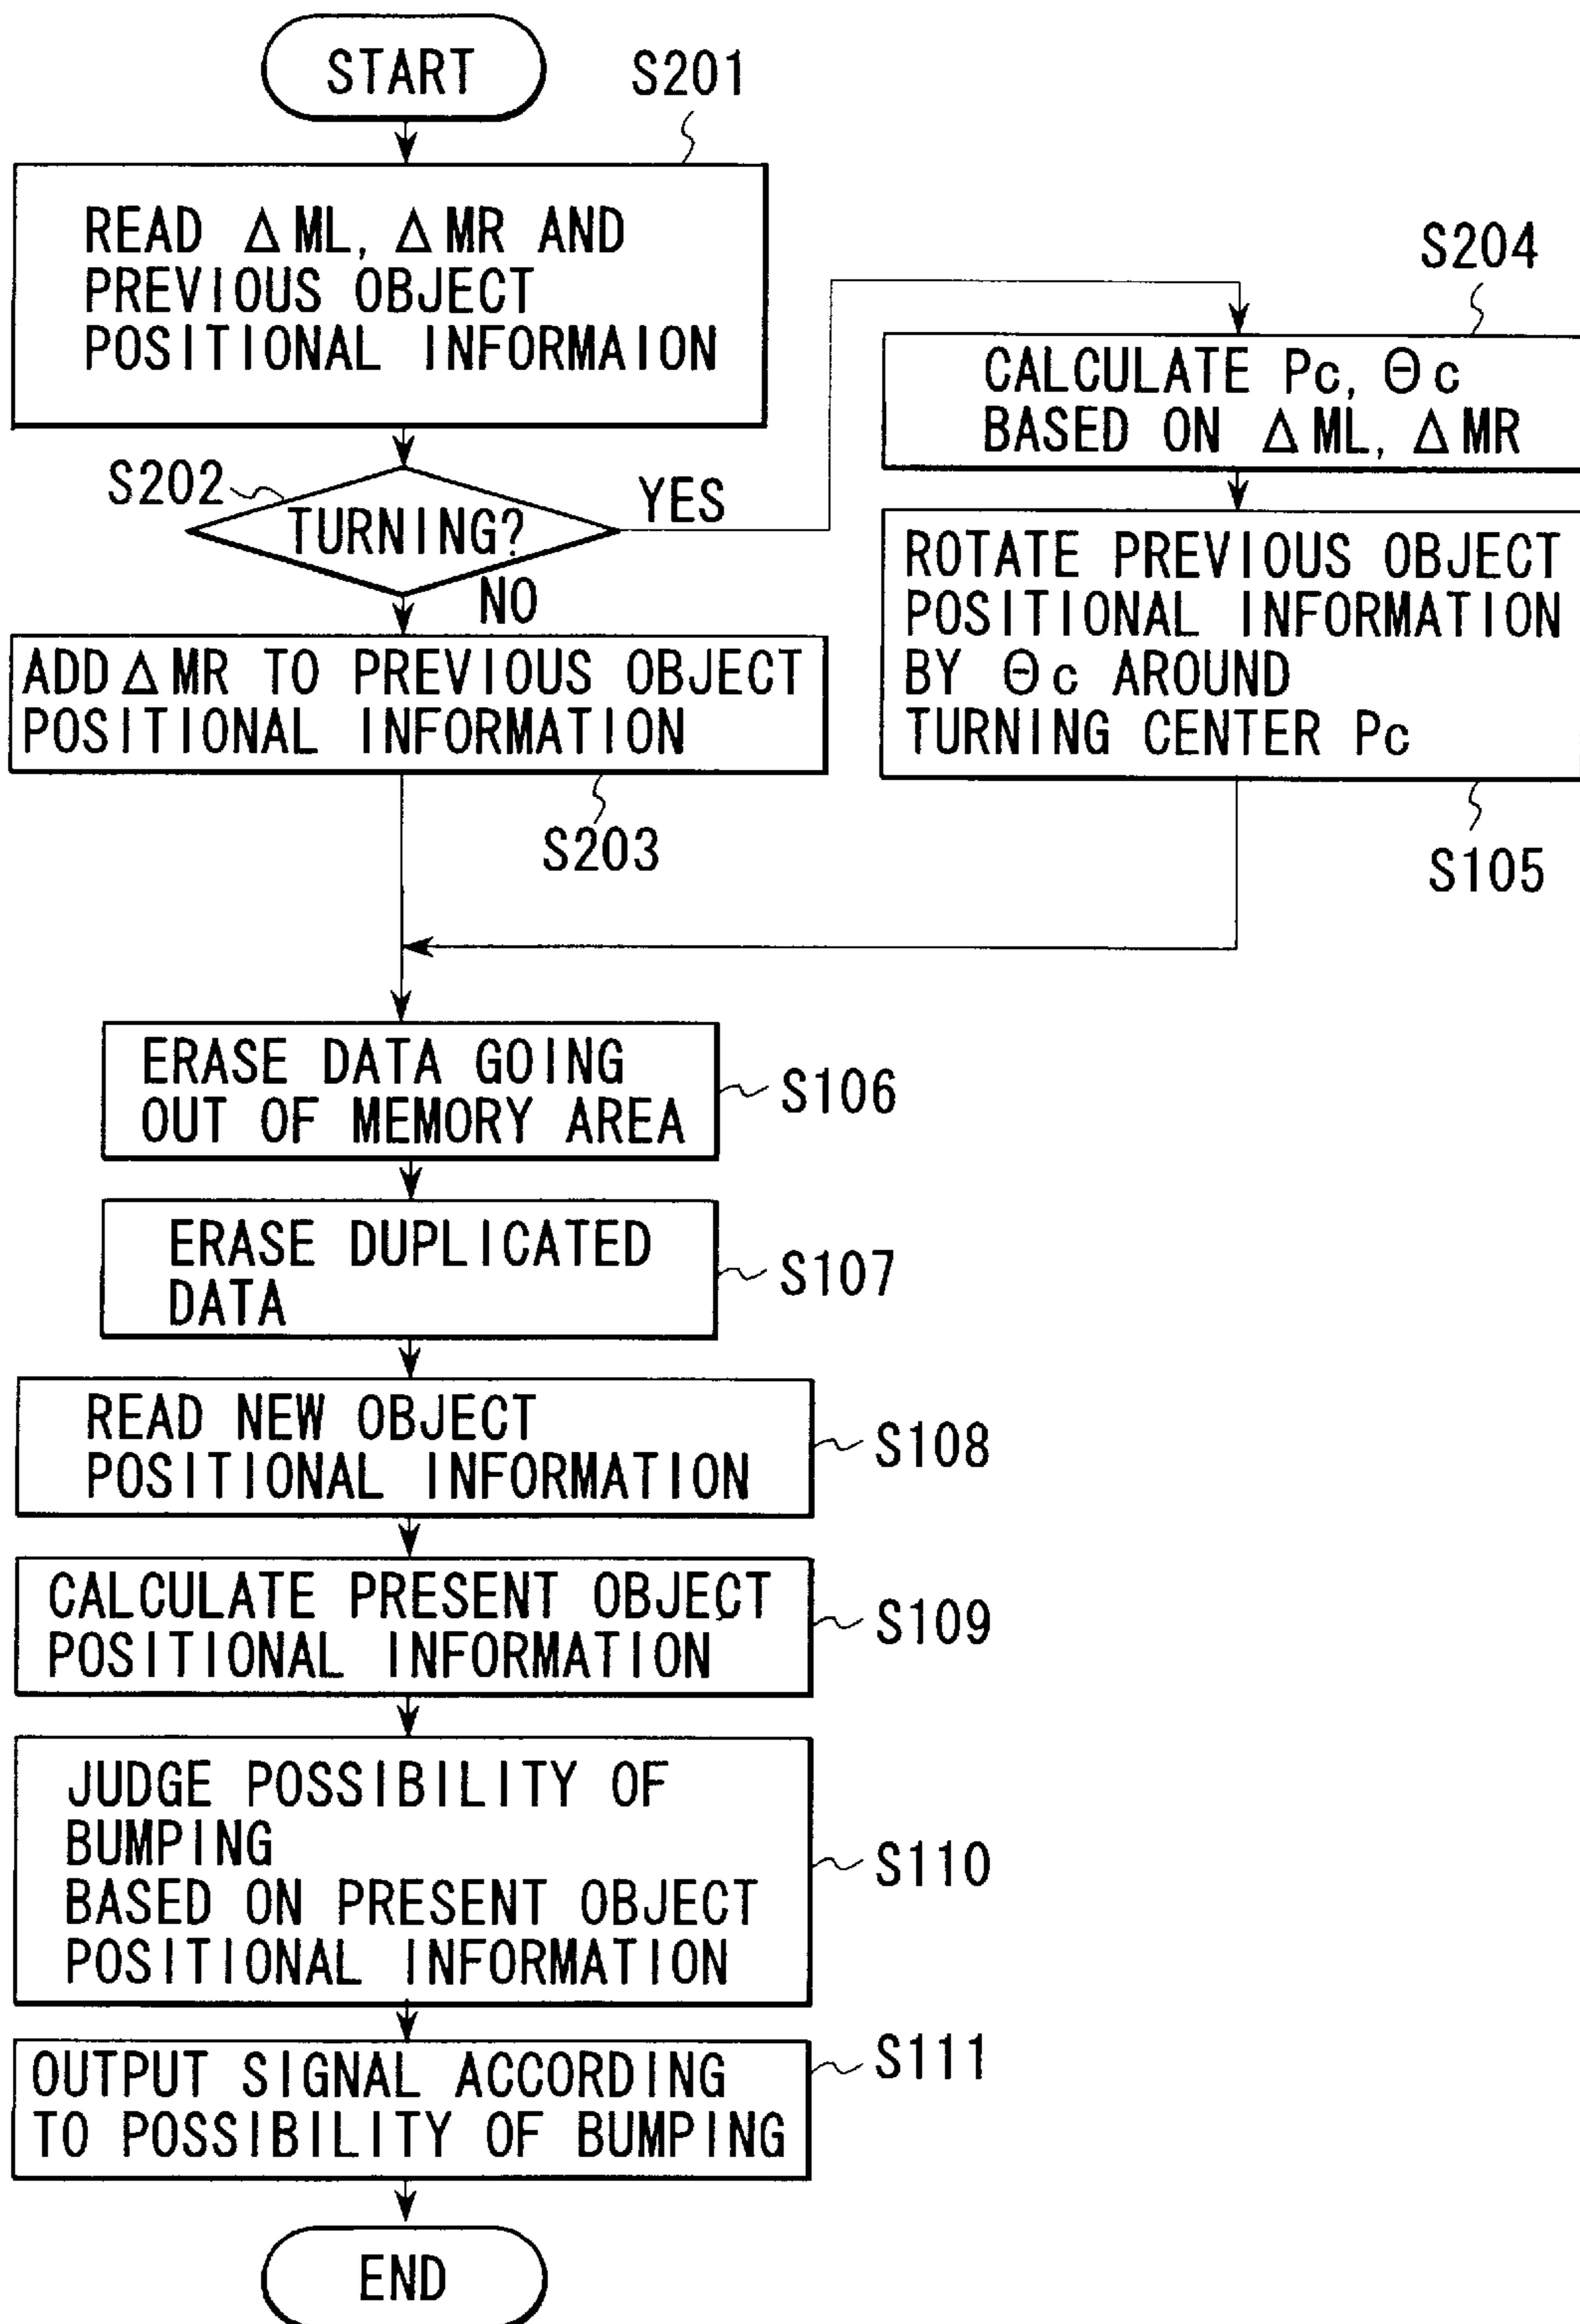 START
S201
READ ΔML, ΔMR AND
PREVIOUS OBJECT
POSITIONAL INFORMAION
S202
TURNING?
YES
NO
S204
CALCULATE Pc, Θc
BASED ON ΔML, ΔMR
ROTATE PREVIOUS OBJECT
POSITIONAL INFORMATION
BY Θc AROUND
TURNING CENTER Pc
S105
ADD ΔMR TO PREVIOUS OBJECT
POSITIONAL INFORMATION
S203
ERASE DATA GOING
OUT OF MEMORY AREA
S106
ERASE DUPLICATED
DATA
S107
READ NEW OBJECT
POSITIONAL INFORMATION
S108
CALCULATE PRESENT OBJECT
POSITIONAL INFORMATION
S109
JUDGE POSSIBILITY OF
BUMPING
BASED ON PRESENT OBJECT
POSITIONAL INFORMATION
S110
OUTPUT SIGNAL ACCORDING
TO POSSIBILITY OF BUMPING
S111
END